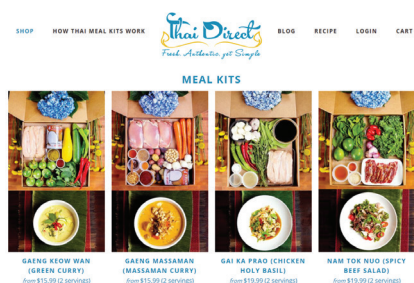 SHOP
HOW THAI MEAL KITS WORK
Thai Direct
Fresh. Authentic. yet Simple
BLOG
RECIPE
LOGIN
CART
MEAL KITS
GAENG KEOW WAN
(GREEN CURRY)
from $15.99 (2 servings)
GAENG MASSAMAN
(MASSAMAN CURRY)
from $15.99 (2 servings)
GAI KA PRAO (CHICKEN
HOLY BASIL)
from $19.99 (2 servings)
NAM TOK NUO (SPICY
BEEF SALAD)
from $19.99 (2 servings)